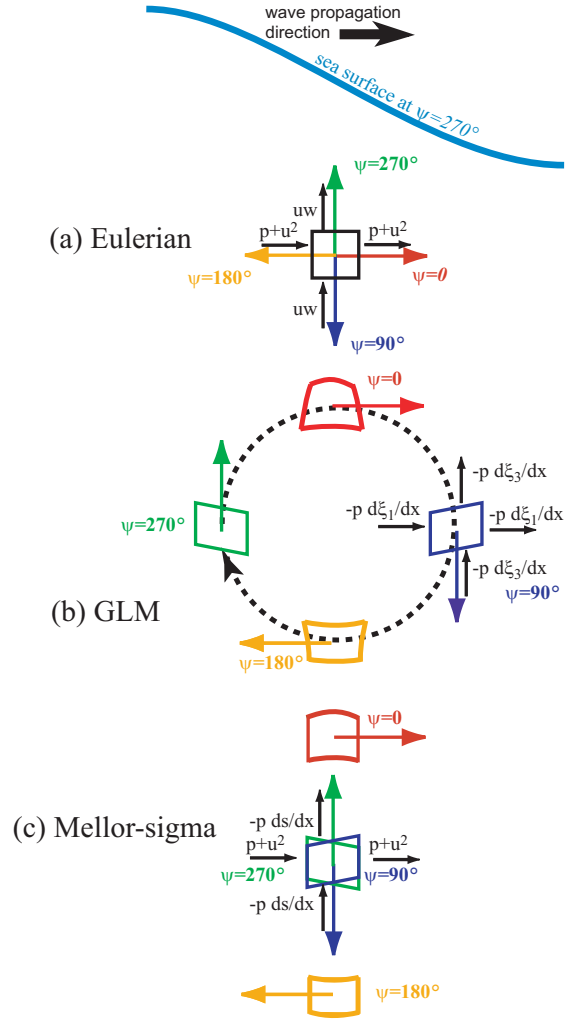 wave propagation
direction
sea surface at ψ=270°
ψ=270°
uw
(a) Eulerian
p+u²
p+u²
ψ=180°
ψ=0
uw
ψ=90°
ψ=0
-p dξ₃/dx
-p dξ₁/dx
-p dξ₁/dx
ψ=270°
-p dξ₃/dx
ψ=90°
(b) GLM
ψ=180°
ψ=0
(c) Mellor-sigma
-p ds/dx
p+u²
p+u²
ψ=270°
ψ=90°
-p ds/dx
ψ=180°